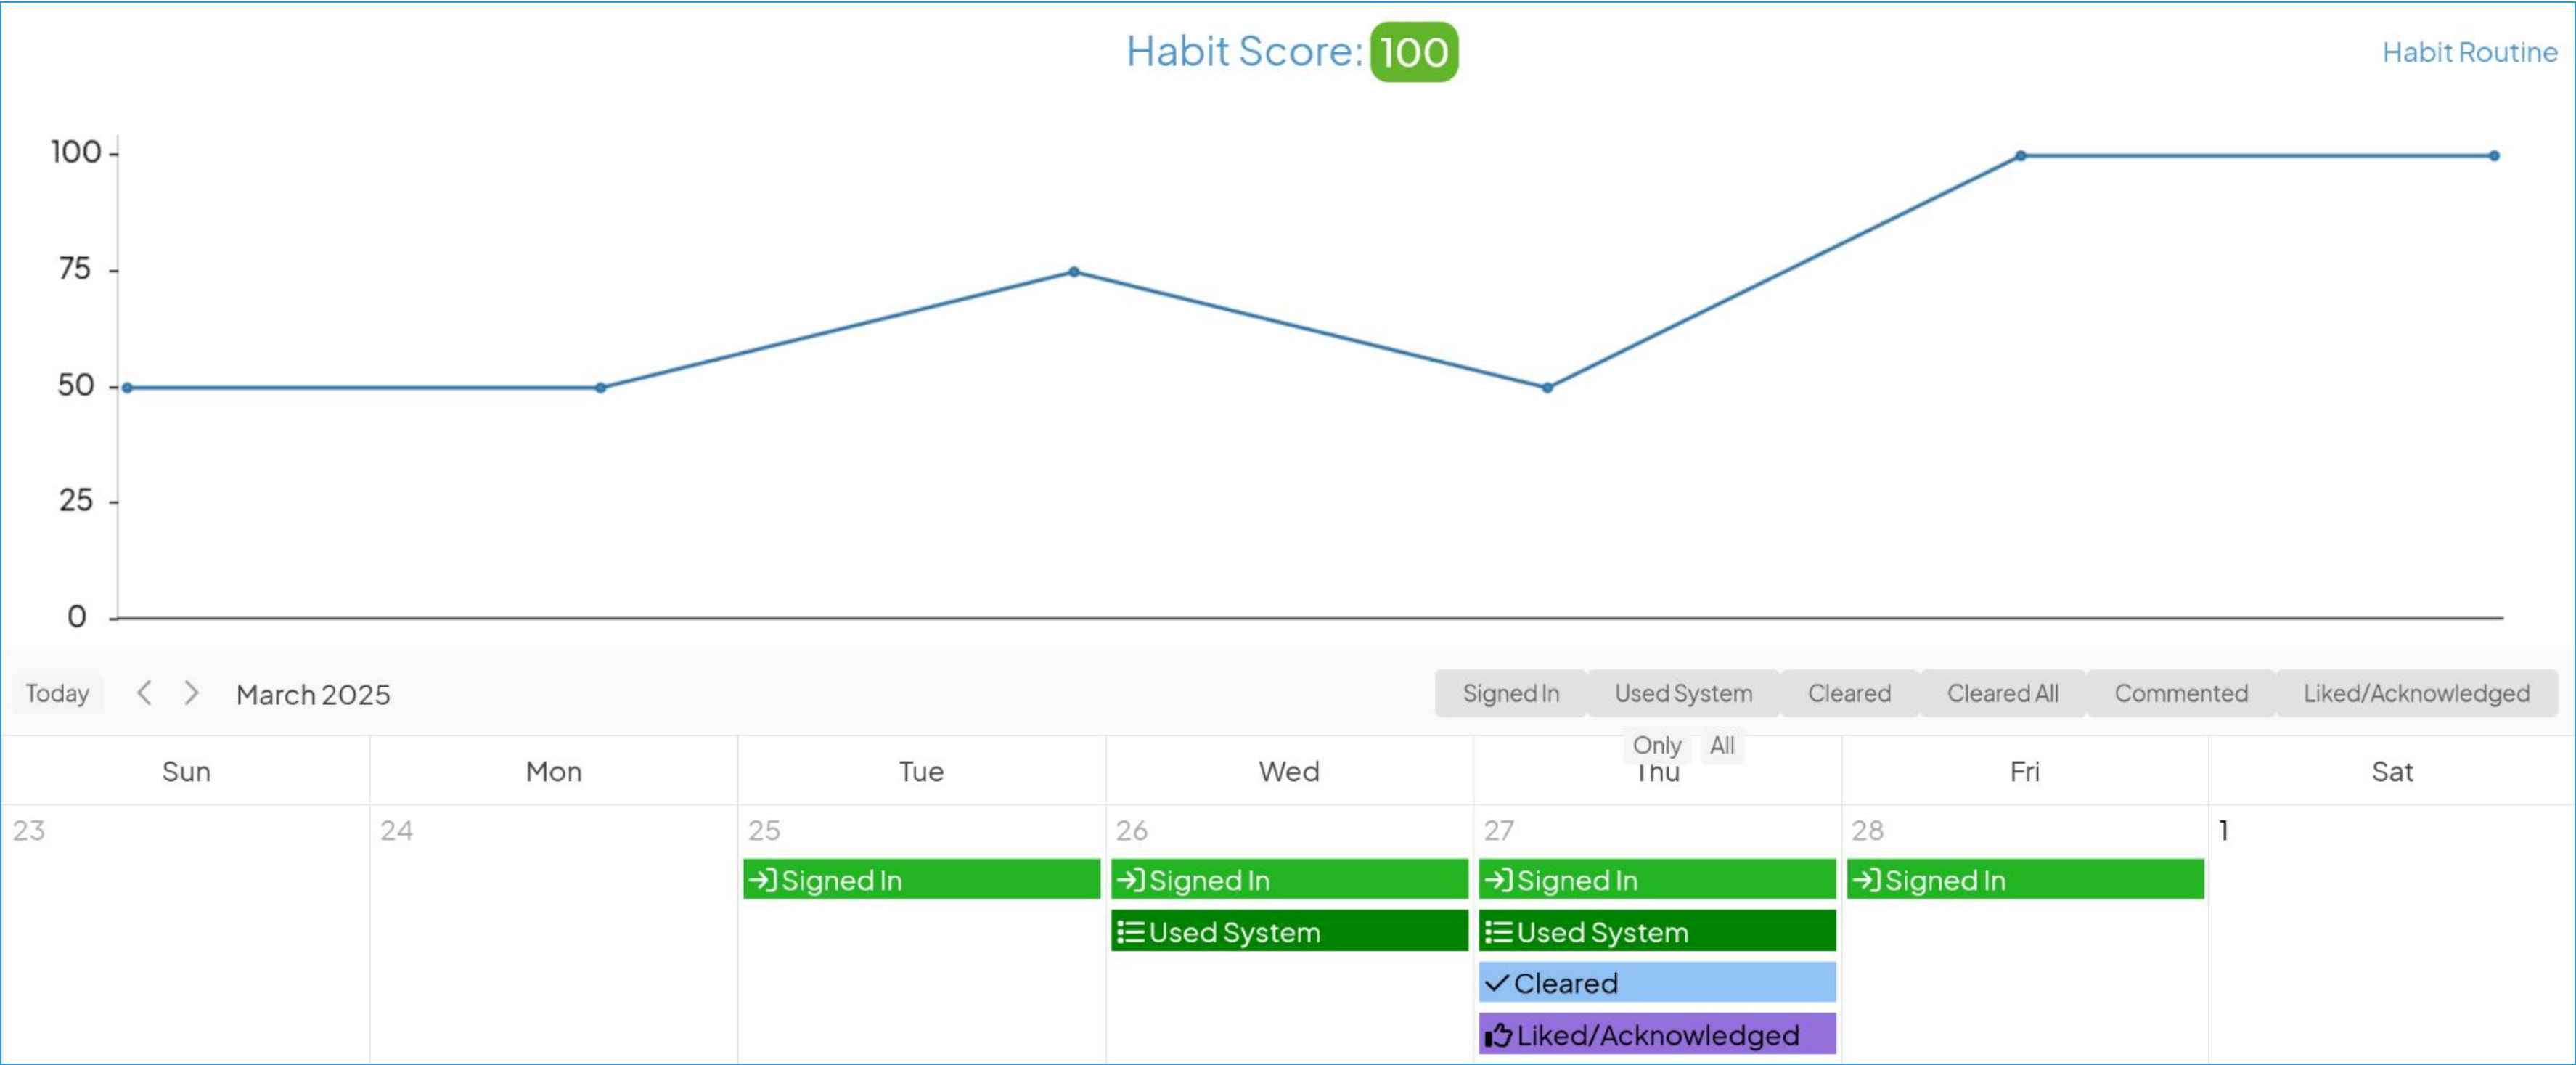 Habit Score: 100
Habit Routine
100
75
50
25
0
Today March 2025 Signed In Used System Cleared Cleared All Commented Liked/Acknowledged
Only All
Sun Mon Tue Wed Thu Fri Sat
23 24 25 26 27 28 1
Signed In Signed In Signed In Signed In
Used System Used System
Cleared
Liked/Acknowledged